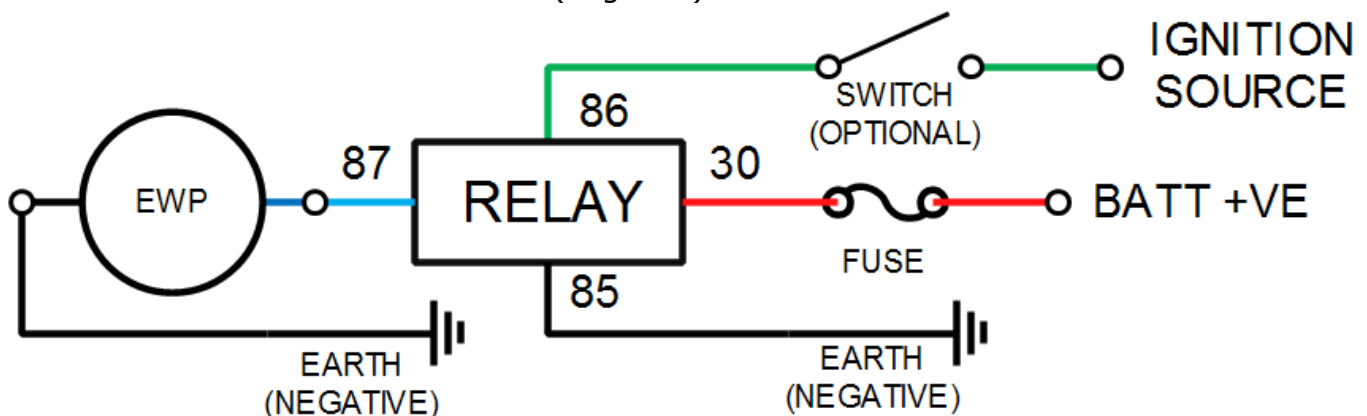 IGNITION
SOURCE
SWITCH
(OPTIONAL)
86
87
30
EWP
RELAY
BATT +VE
FUSE
85
EARTH
(NEGATIVE)
EARTH
(NEGATIVE)